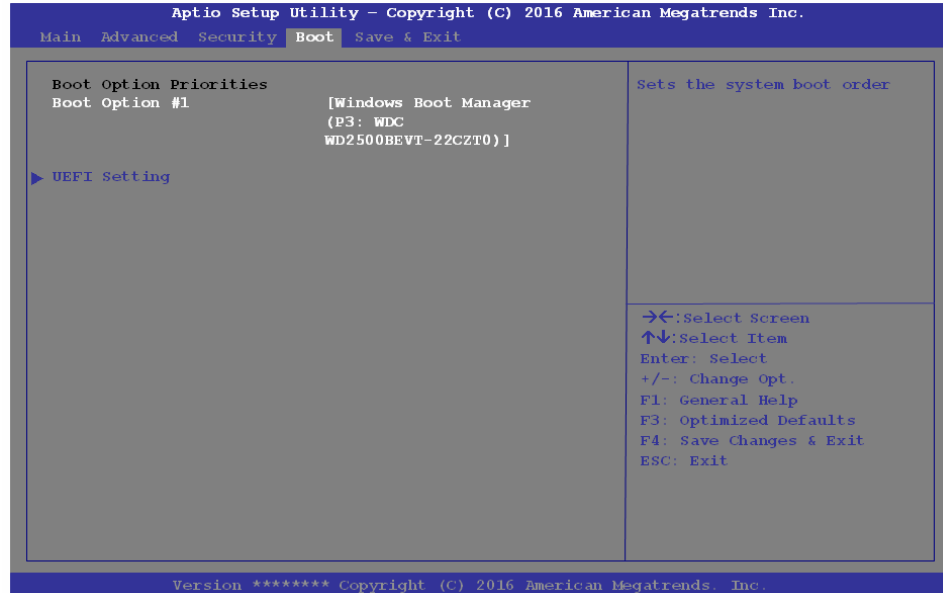 Aptio Setup Utility – Copyright (C) 2016 American Megatrends Inc.
Main Advanced Security Boot Save & Exit
Boot Option Priorities
Boot Option #1 [Windows Boot Manager
(P3: WDC
WD2500BEVT-22CZT0)]
▶ UEFI Setting
Sets the system boot order
→←:Select Screen
↑↓:Select Item
Enter: Select
+/-: Change Opt.
F1: General Help
F3: Optimized Defaults
F4: Save Changes & Exit
ESC: Exit
Version ******** Copyright (C) 2016 American Megatrends. Inc.